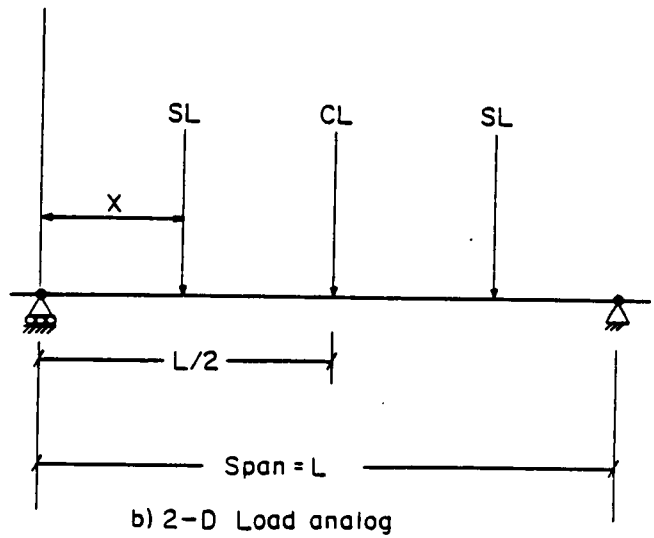 SL
CL
SL
X
L/2
Span = L
b) 2-D Load analog